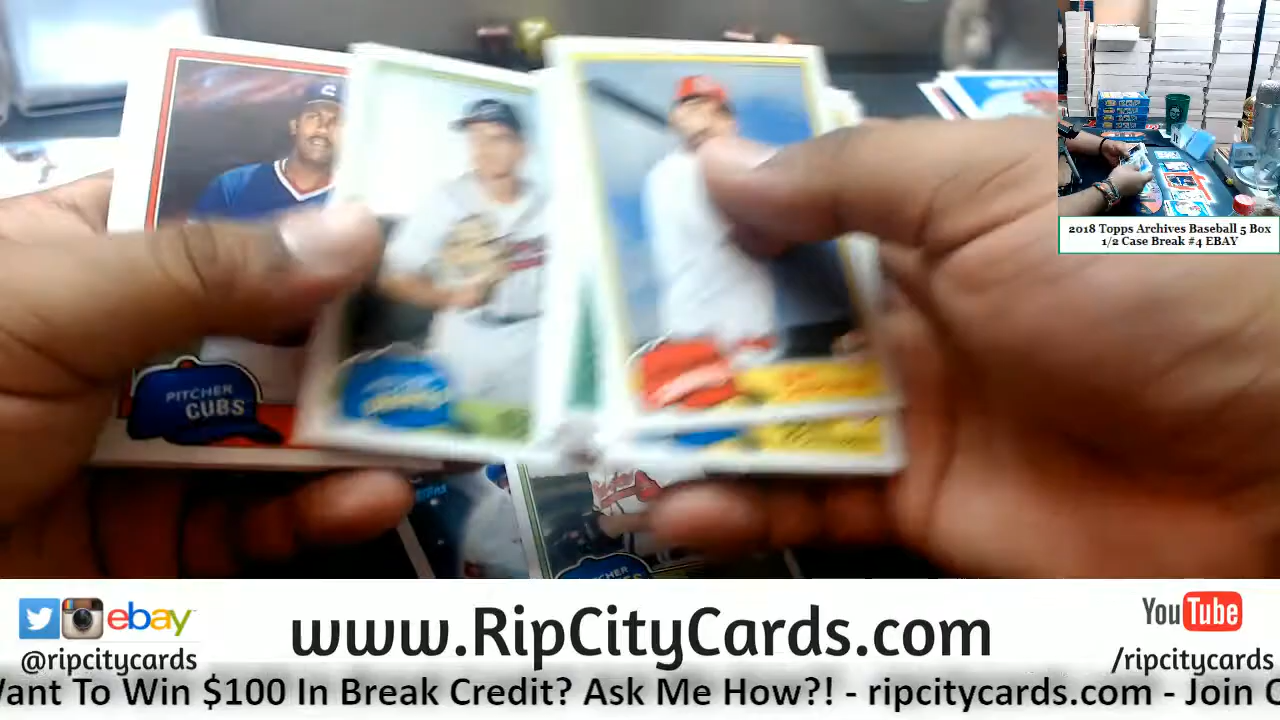 C
PITCHER
CUBS
2018 Topps Archives Baseball 5 Box
1/2 Case Break #4 EBAY
ebay
www.RipCityCards.com
YouTube
@ripcitycards
/ripcitycards
Want To Win $100 In Break Credit? Ask Me How?! - ripcitycards.com - Join